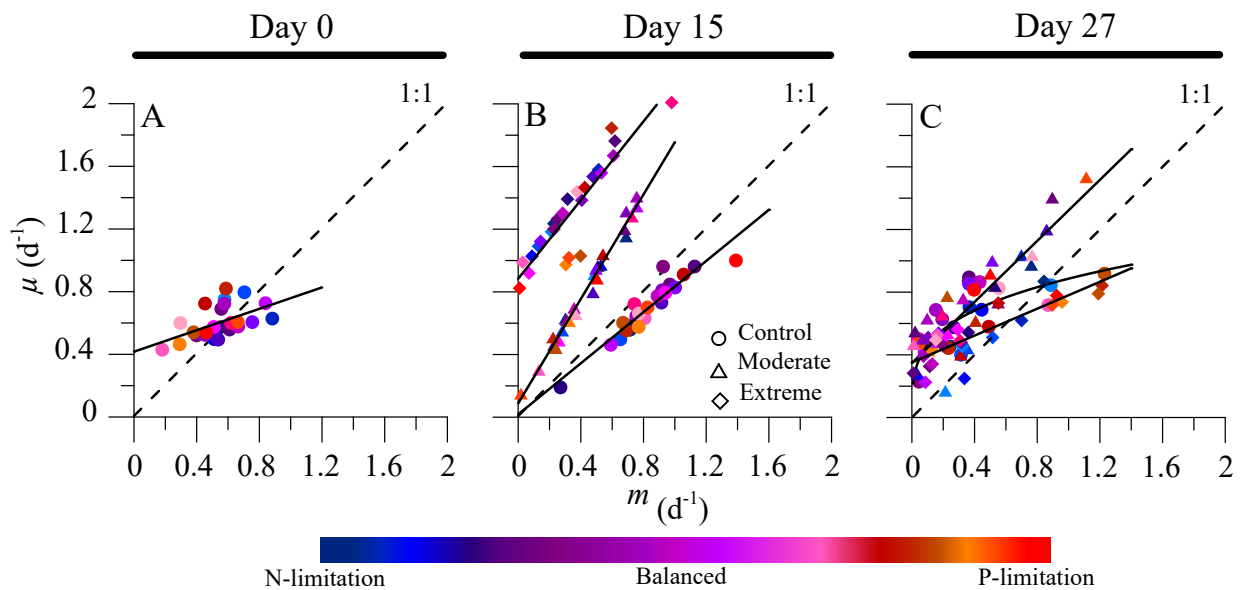 Day 0
Day 15
Day 27
1:1
1:1
1:1
A
B
C
2
1.6
1.2
0.8
0.4
0
μ (d⁻¹)
Control
Moderate
Extreme
0 0.4 0.8 1.2 1.6 2
0 0.4 0.8 1.2 1.6 2
0 0.4 0.8 1.2 1.6 2
m (d⁻¹)
N-limitation
Balanced
P-limitation